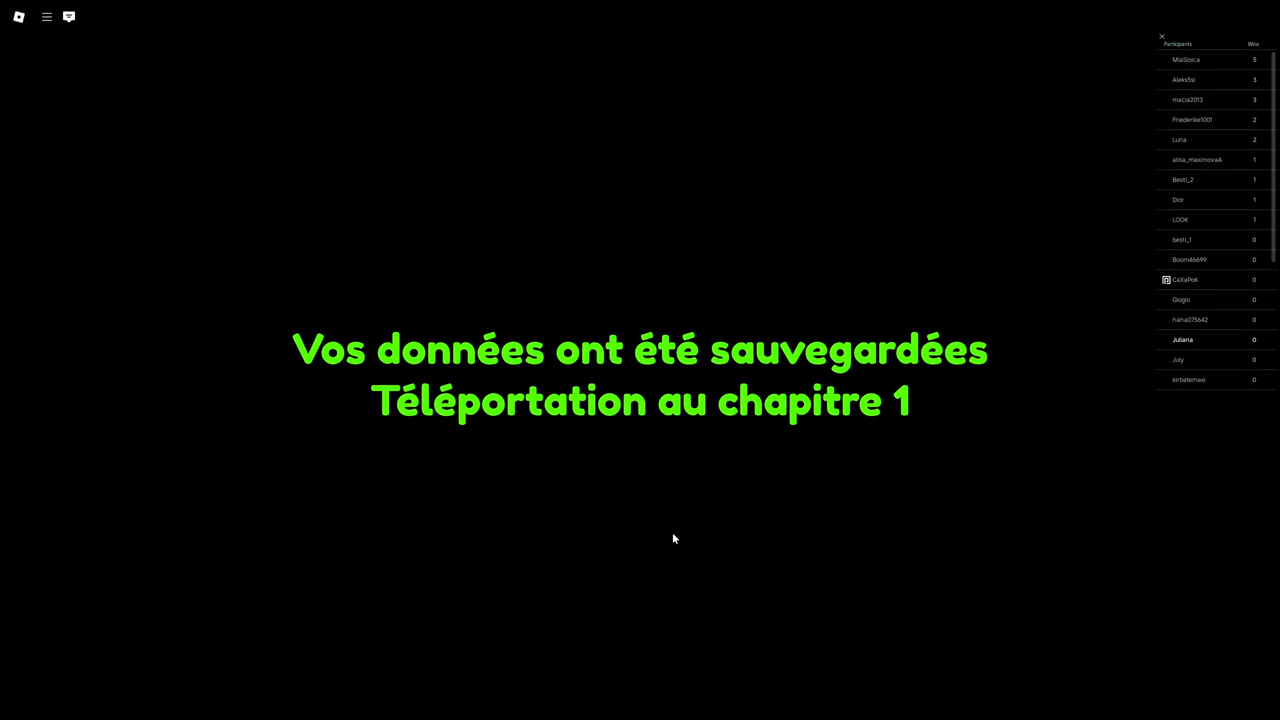 Participants Wins
MiaSloica 5
Aleks5sl 3
macia2013 3
Friederike1001 2
Luna 2
alisa_maximovaA 1
Besti_2 1
Dior 1
LOOK 1
besti_1 0
Boom46699 0
CaXaPoK 0
Gloglo 0
haha075642 0
Juliana 0
July 0
kirbatemaxi 0
Vos données ont été sauvegardées
Téléportation au chapitre 1